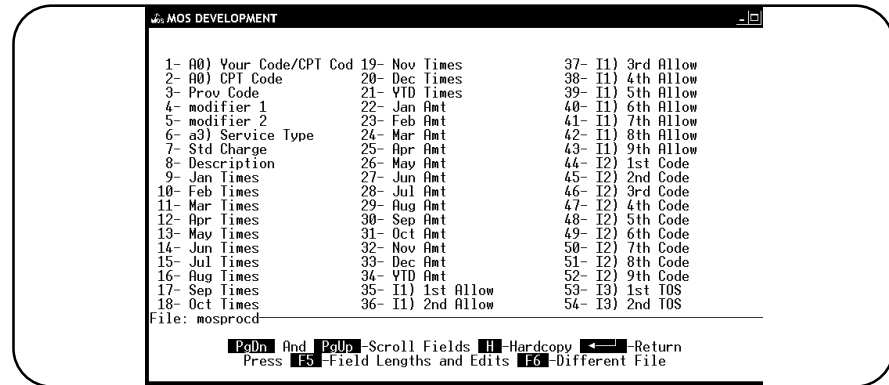 Mos MOS DEVELOPMENT
1- A0) Your Code/CPT Cod 19- Nov Times 37- I1) 3rd Allow
2- A0) CPT Code 20- Dec Times 38- I1) 4th Allow
3- Prov Code 21- YTD Times 39- I1) 5th Allow
4- modifier 1 22- Jan Amt 40- I1) 6th Allow
5- modifier 2 23- Feb Amt 41- I1) 7th Allow
6- a3) Service Type 24- Mar Amt 42- I1) 8th Allow
7- Std Charge 25- Apr Amt 43- I1) 9th Allow
8- Description 26- May Amt 44- I2) 1st Code
9- Jan Times 27- Jun Amt 45- I2) 2nd Code
10- Feb Times 28- Jul Amt 46- I2) 3rd Code
11- Mar Times 29- Aug Amt 47- I2) 4th Code
12- Apr Times 30- Sep Amt 48- I2) 5th Code
13- May Times 31- Oct Amt 49- I2) 6th Code
14- Jun Times 32- Nov Amt 50- I2) 7th Code
15- Jul Times 33- Dec Amt 51- I2) 8th Code
16- Aug Times 34- YTD Amt 52- I2) 9th Code
17- Sep Times 35- I1) 1st Allow 53- I3) 1st TOS
18- Oct Times 36- I1) 2nd Allow 54- I3) 2nd TOS
File: mosprocd
PgDn And PgUp -Scroll Fields H -Hardcopy -Return
Press F5 -Field Lengths and Edits F6 -Different File